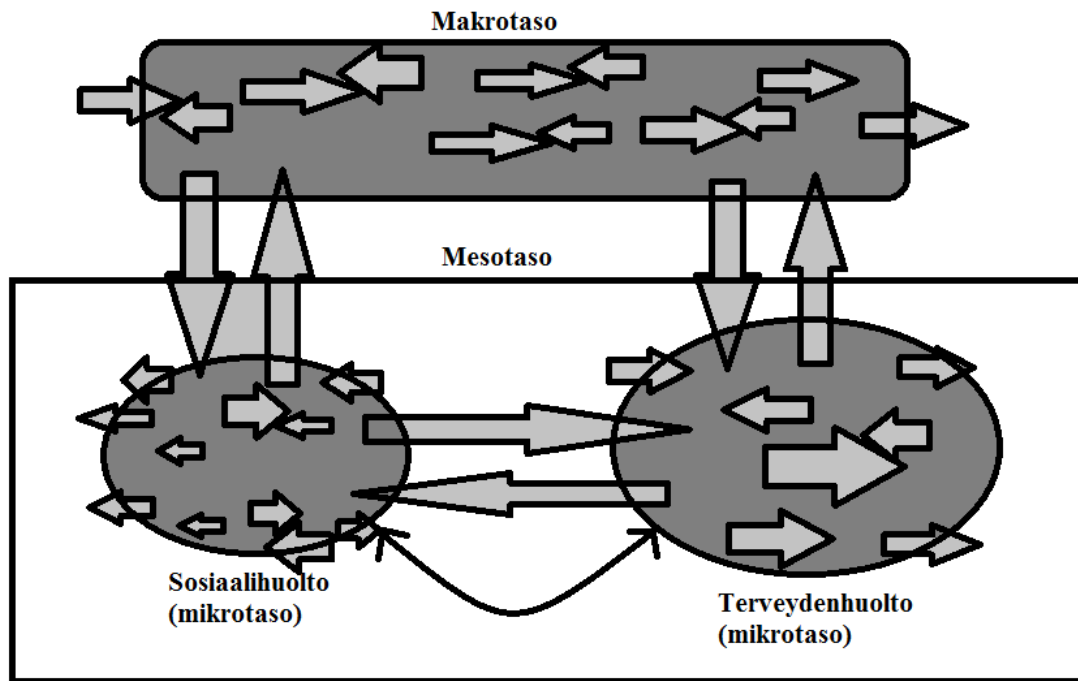 Makrotaso
Mesotaso
Sosiaalihuolto
(mikrotaso)
Terveydenhuolto
(mikrotaso)